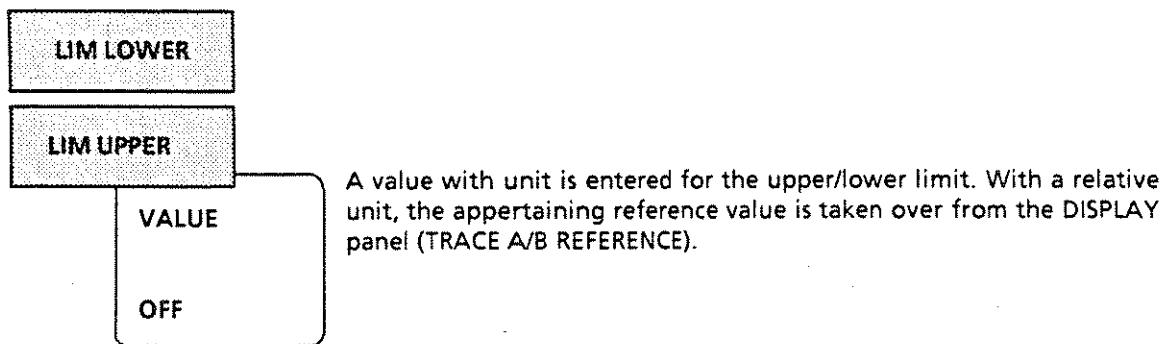 LIM LOWER
LIM UPPER
VALUE
OFF
A value with unit is entered for the upper/lower limit. With a relative
unit, the appertaining reference value is taken over from the DISPLAY
panel (TRACE A/B REFERENCE).